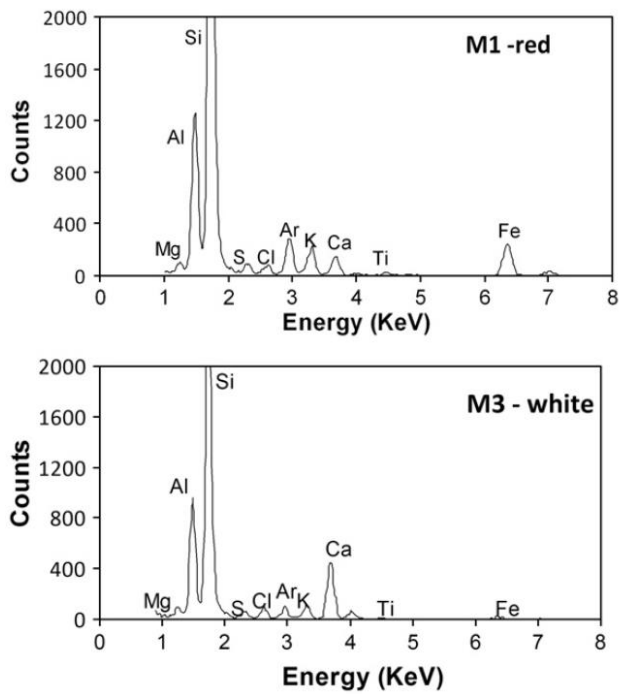 2000
Si
M1 -red
1600
1200
Al
Counts
800
400
Mg
S
Cl
Ar
K
Ca
Ti
Fe
0
0 1 2 3 4 5 6 7 8
Energy (KeV)
2000
Si
M3 - white
1600
1200
Al
Counts
800
400
Mg
S
Cl
Ar
K
Ca
Ti
Fe
0
0 1 2 3 4 5 6 7 8
Energy (KeV)